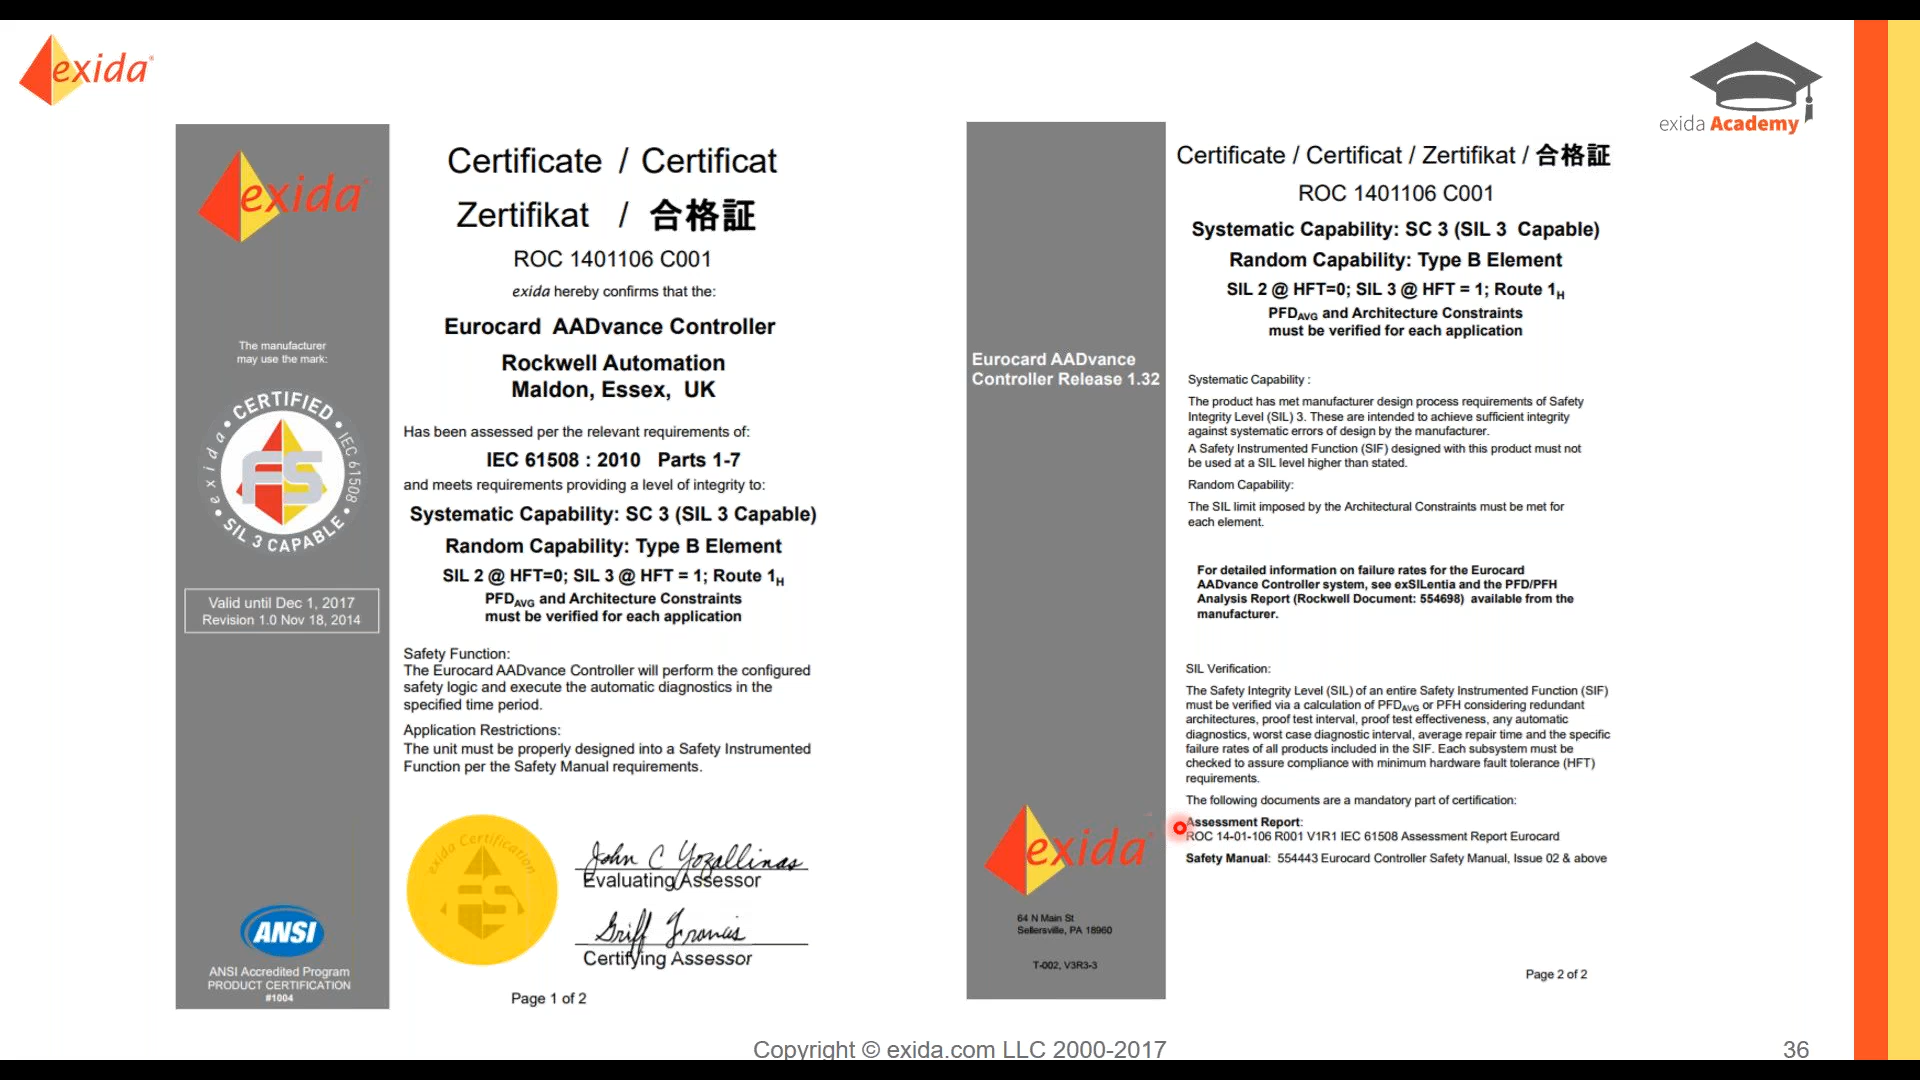 exida
exida Academy
exida
The manufacturer
may use the mark:
exida • CERTIFIED • IEC 61508 • SIL 3 CAPABLE •
FS
Valid until Dec 1, 2017
Revision 1.0 Nov 18, 2014
ANSI
ANSI Accredited Program
PRODUCT CERTIFICATION
#1004
Certificate / Certificat
Zertifikat / 合格証
ROC 1401106 C001
exida hereby confirms that the:
Eurocard AADvance Controller
Rockwell Automation
Maldon, Essex, UK
Has been assessed per the relevant requirements of:
IEC 61508 : 2010 Parts 1-7
and meets requirements providing a level of integrity to:
Systematic Capability: SC 3 (SIL 3 Capable)
Random Capability: Type B Element
SIL 2 @ HFT=0; SIL 3 @ HFT = 1; Route 1H
PFDAVG and Architecture Constraints
must be verified for each application
Safety Function:
The Eurocard AADvance Controller will perform the configured
safety logic and execute the automatic diagnostics in the
specified time period.
Application Restrictions:
The unit must be properly designed into a Safety Instrumented
Function per the Safety Manual requirements.
exida Certification
FS
John C Yozallinas
Evaluating Assessor
Griff Francis
Certifying Assessor
Page 1 of 2
Eurocard AADvance
Controller Release 1.32
exida
64 N Main St
Sellersville, PA 18960
T-002, V3R3-3
Certificate / Certificat / Zertifikat / 合格証
ROC 1401106 C001
Systematic Capability: SC 3 (SIL 3 Capable)
Random Capability: Type B Element
SIL 2 @ HFT=0; SIL 3 @ HFT = 1; Route 1H
PFDAVG and Architecture Constraints
must be verified for each application
Systematic Capability :
The product has met manufacturer design process requirements of Safety
Integrity Level (SIL) 3. These are intended to achieve sufficient integrity
against systematic errors of design by the manufacturer.
A Safety Instrumented Function (SIF) designed with this product must not
be used at a SIL level higher than stated.
Random Capability:
The SIL limit imposed by the Architectural Constraints must be met for
each element.
For detailed information on failure rates for the Eurocard
AADvance Controller system, see exSILentia and the PFD/PFH
Analysis Report (Rockwell Document: 554698) available from the
manufacturer.
SIL Verification:
The Safety Integrity Level (SIL) of an entire Safety Instrumented Function (SIF)
must be verified via a calculation of PFDAVG or PFH considering redundant
architectures, proof test interval, proof test effectiveness, any automatic
diagnostics, worst case diagnostic interval, average repair time and the specific
failure rates of all products included in the SIF. Each subsystem must be
checked to assure compliance with minimum hardware fault tolerance (HFT)
requirements.
The following documents are a mandatory part of certification:
Assessment Report:
ROC 14-01-106 R001 V1R1 IEC 61508 Assessment Report Eurocard
Safety Manual: 554443 Eurocard Controller Safety Manual, Issue 02 & above
Page 2 of 2
Copyright © exida.com LLC 2000-2017
36